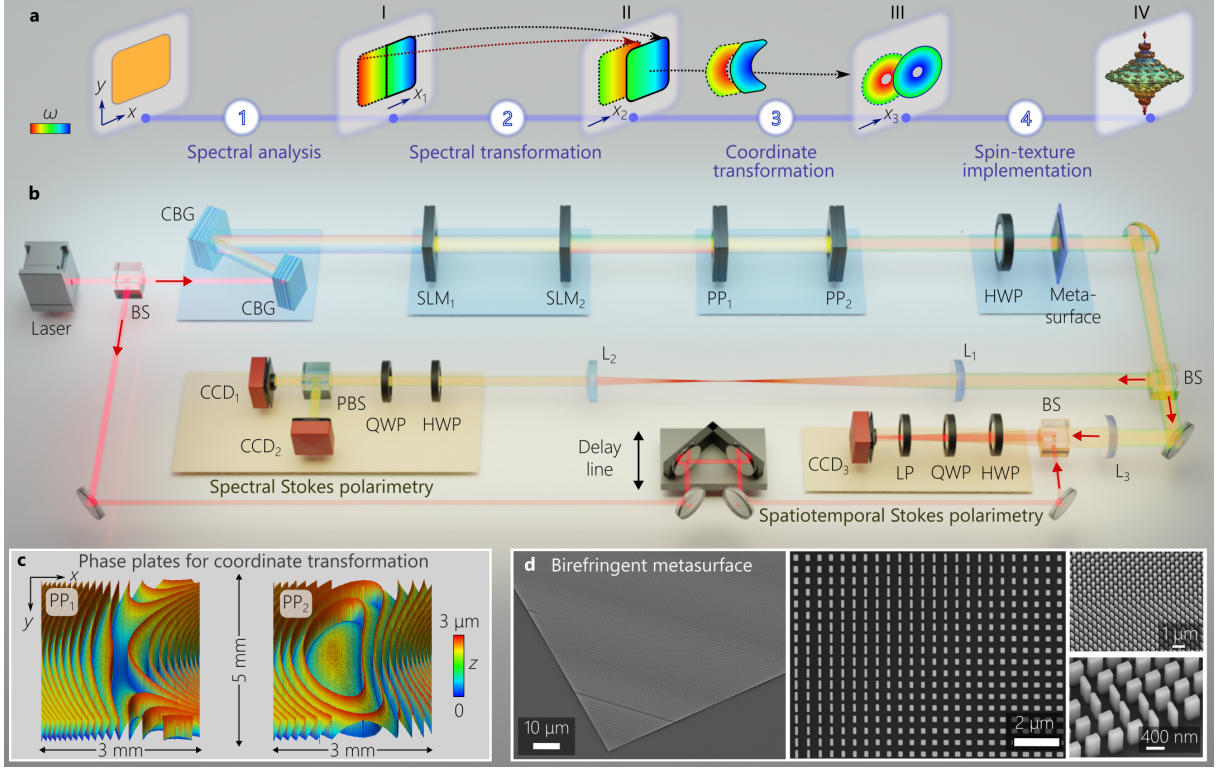 a
I
II
III
IV
y
x
x1
x2
x3
ω
1
2
3
4
Spectral analysis
Spectral transformation
Coordinate
transformation
Spin-texture
implementation
b
CBG
CBG
Laser
BS
SLM1
SLM2
PP1
PP2
HWP
Meta-
surface
L2
L1
BS
CCD1
PBS
QWP
HWP
CCD2
Spectral Stokes polarimetry
Delay
line
BS
CCD3
LP
QWP
HWP
L3
Spatiotemporal Stokes polarimetry
c Phase plates for coordinate transformation
x
y
PP1
PP2
5 mm
3 µm
z
0
3 mm
3 mm
d Birefringent metasurface
10 µm
2 µm
1 µm
400 nm